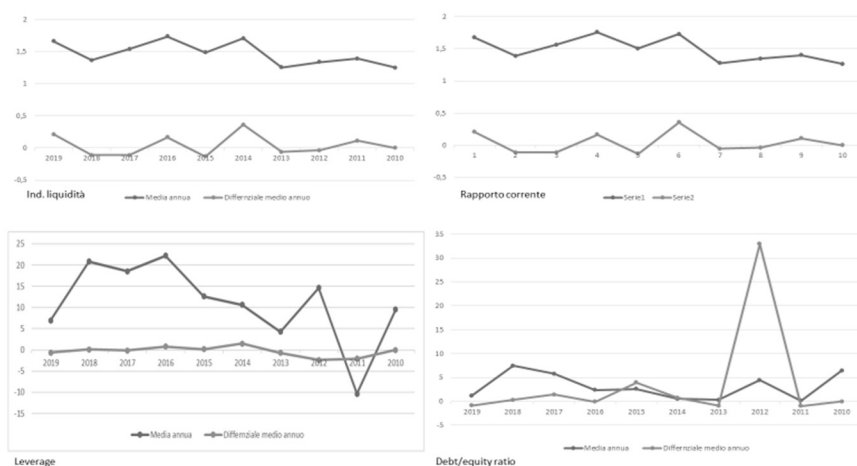 2
1,5
1
0,5
0
-0,5
2019 2018 2017 2016 2015 2014 2013 2012 2011 2010
Ind. liquidità
Media annua Differnziale medio annuo
2
1,5
1
0,5
0
-0,5
1 2 3 4 5 6 7 8 9 10
Rapporto corrente
Serie1 Serie2
25
20
15
10
5
0
-5
-10
-15
2019 2018 2017 2016 2015 2014 2013 2012 2011 2010
Media annua Differnziale medio annuo
Leverage
35
30
25
20
15
10
5
0
-5
2019 2018 2017 2016 2015 2014 2013 2012 2011 2010
Media annua Differnziale medio annuo
Debt/equity ratio